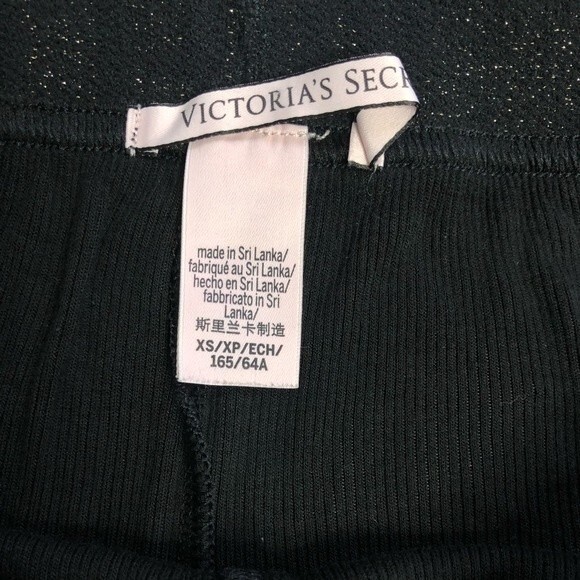 VICTORIA'S SEC
made in Sri Lanka/
fabriqué au Sri Lanka/
hecho en Sri Lanka/
fabbricato in Sri
Lanka/
斯里兰卡制造
XS/XP/ECH/
165/64A